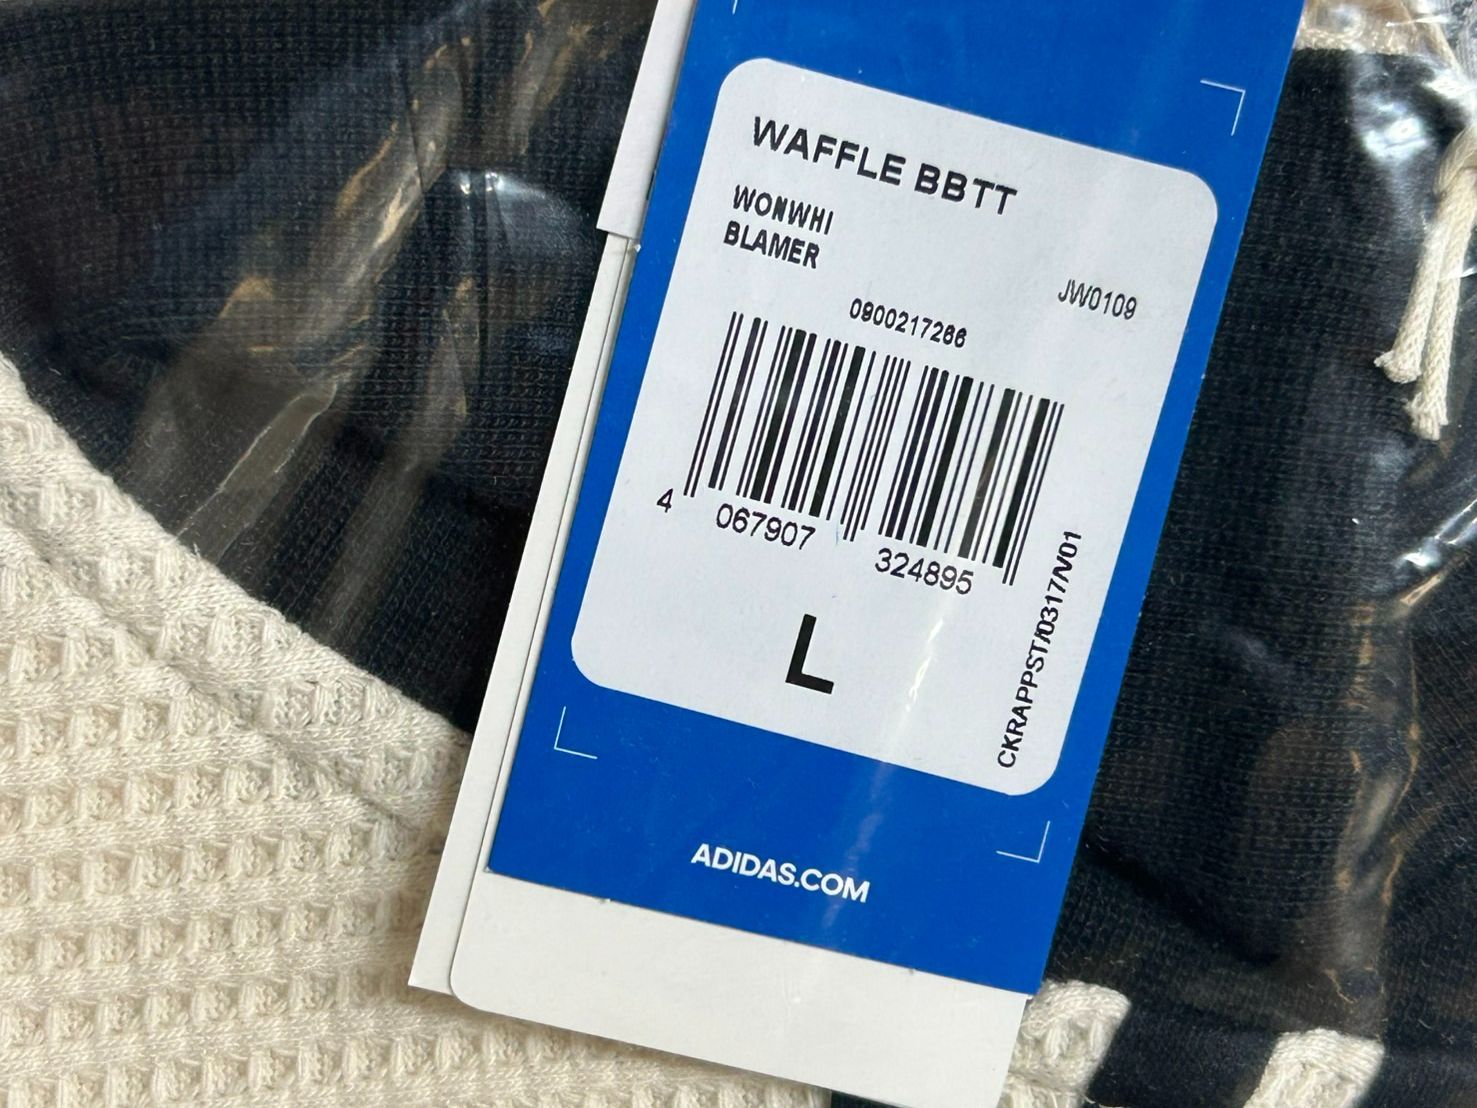 WAFFLE BBTT
WONWHI
BLAMER
JW0109
0900217266
4 067907 324895
L
CKRAPPST/0317/V01
ADIDAS.COM